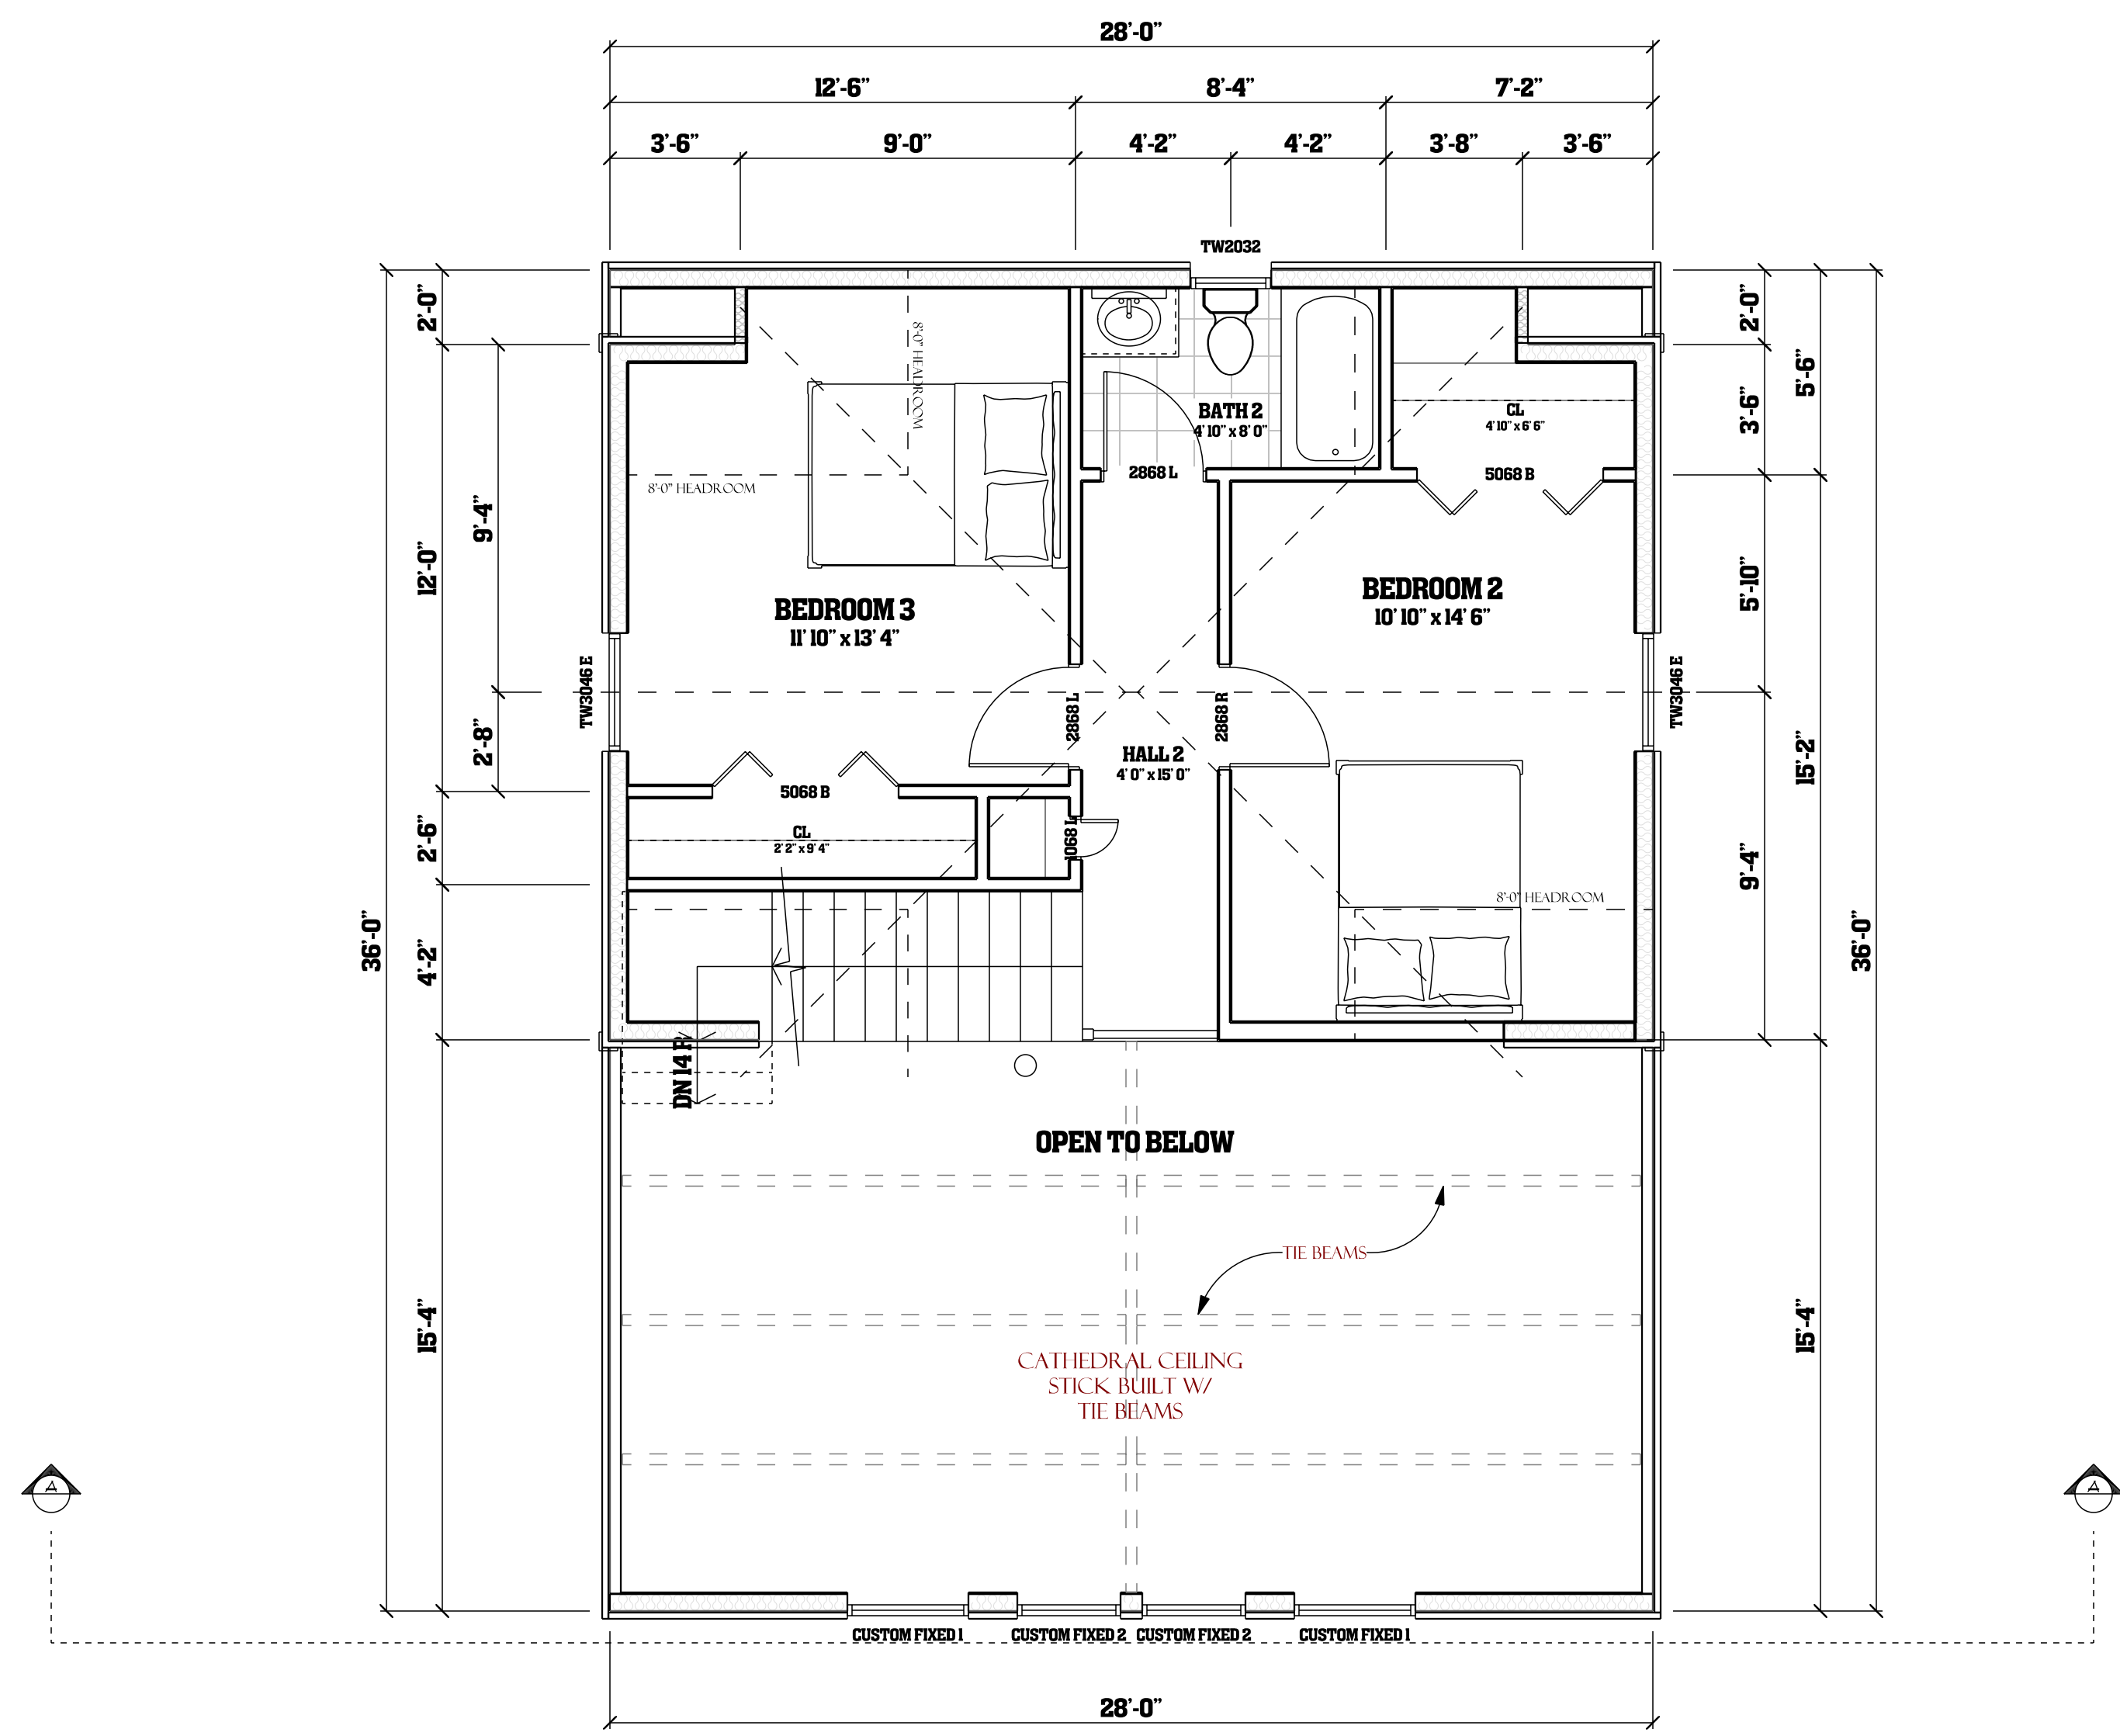 28'-0"
12'-6"
8'-4"
7'-2"
3'-6"
9'-0"
4'-2"
4'-2"
3'-8"
3'-6"
TW2032
2'-0"
2'-0"
8'-0" HEADROOM
5'-6"
3'-6"
BATH 2
4' 10" x 8' 0"
CL
4' 10" x 6' 6"
2868 L
5068 B
8'-0" HEADROOM
9'-4"
12'-0"
5'-10"
BEDROOM 3
11' 10" x 13' 4"
BEDROOM 2
10' 10" x 14' 6"
TW3046 E
2868 L
2868 R
TW3046 E
2'-8"
HALL 2
4' 0" x 15' 0"
15'-2"
5068 B
CL
2' 2" x 9' 4"
1068 L
2'-6"
9'-4"
8'-0" HEADROOM
36'-0"
4'-2"
36'-0"
DN 14 R
OPEN TO BELOW
TIE BEAMS
15'-4"
15'-4"
CATHEDRAL CEILING
STICK BUILT W/
TIE BEAMS
A
A
CUSTOM FIXED 1
CUSTOM FIXED 2
CUSTOM FIXED 2
CUSTOM FIXED 1
28'-0"